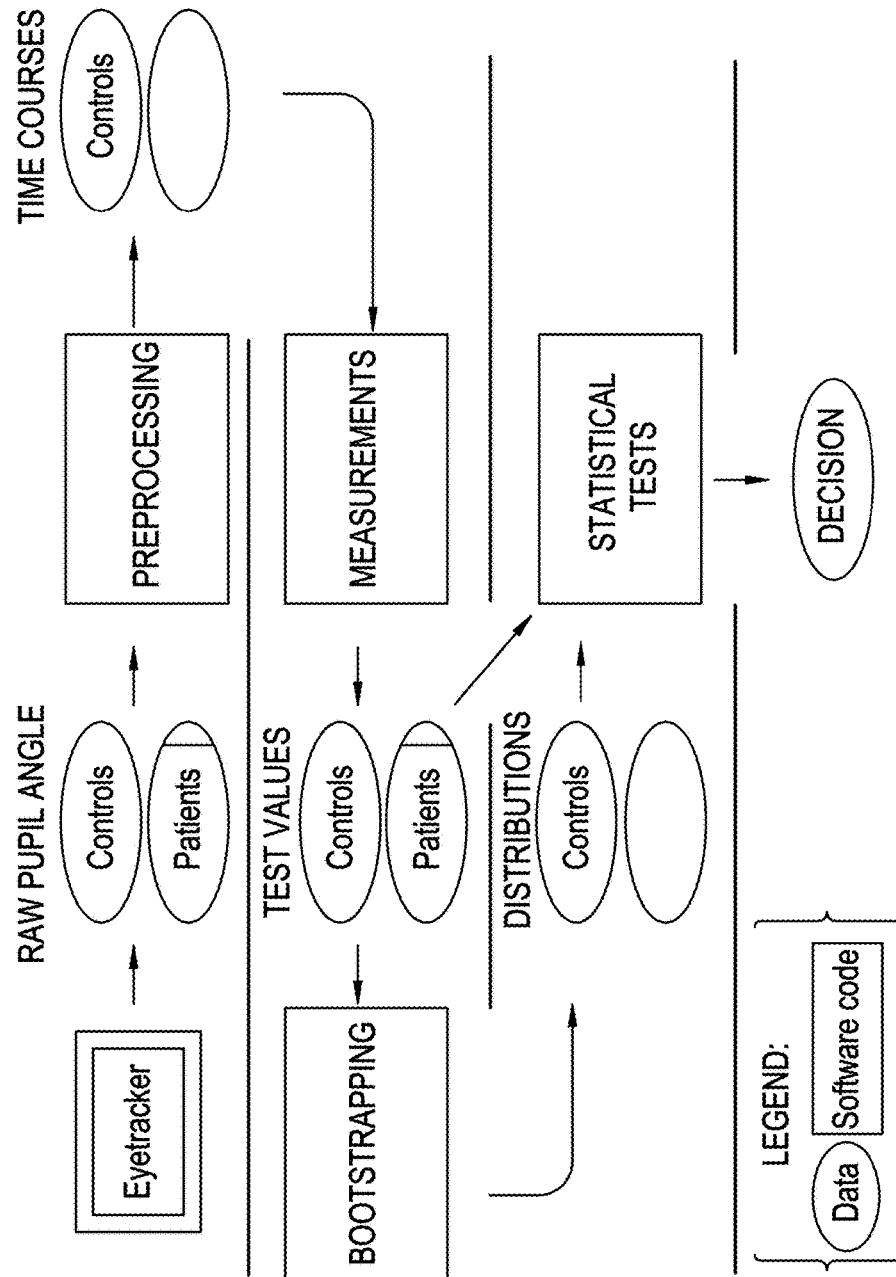 RAW PUPIL ANGLE
TIME COURSES
Eyetracker
Controls
Patients
PREPROCESSING
Controls
TEST VALUES
BOOTSTRAPPING
Controls
Patients
MEASUREMENTS
DISTRIBUTIONS
Controls
STATISTICAL
TESTS
DECISION
LEGEND:
Data
Software code